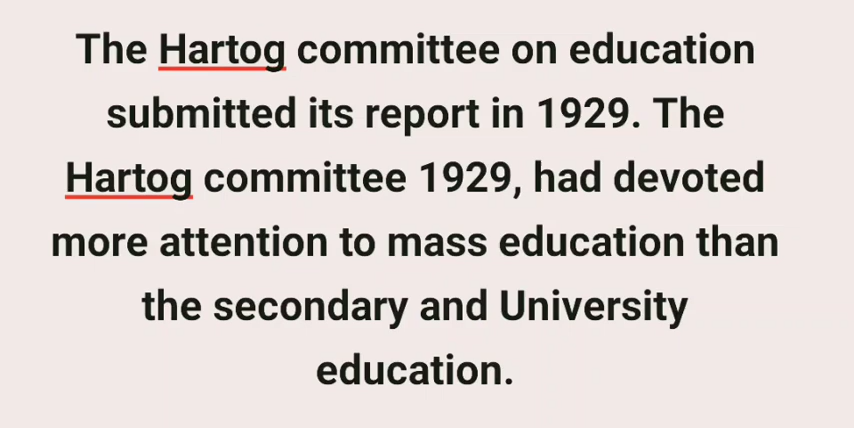 The Hartog committee on education
submitted its report in 1929. The
Hartog committee 1929, had devoted
more attention to mass education than
the secondary and University
education.